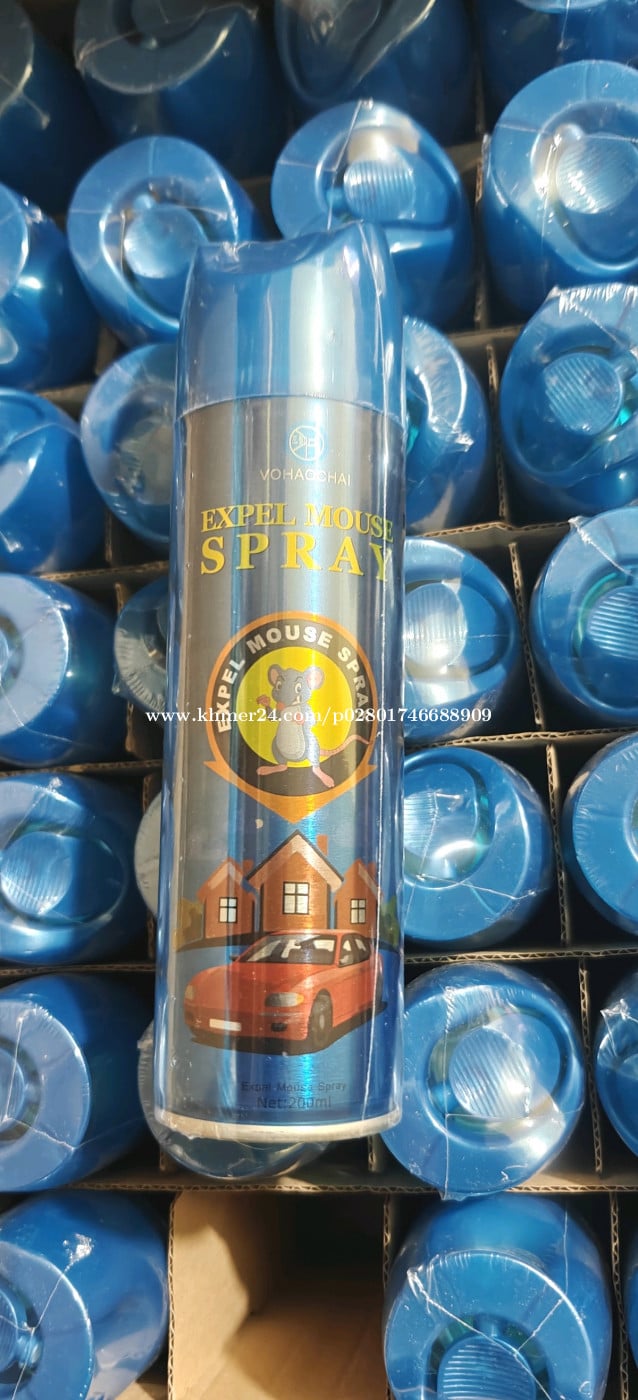 VOHAOCHAI
EXPEL MOUSE
SPRAY
EXPEL MOUSE SPRAY
www.khmer24.com/p02801746688909
Expel Mouse Spray
Net:200ml